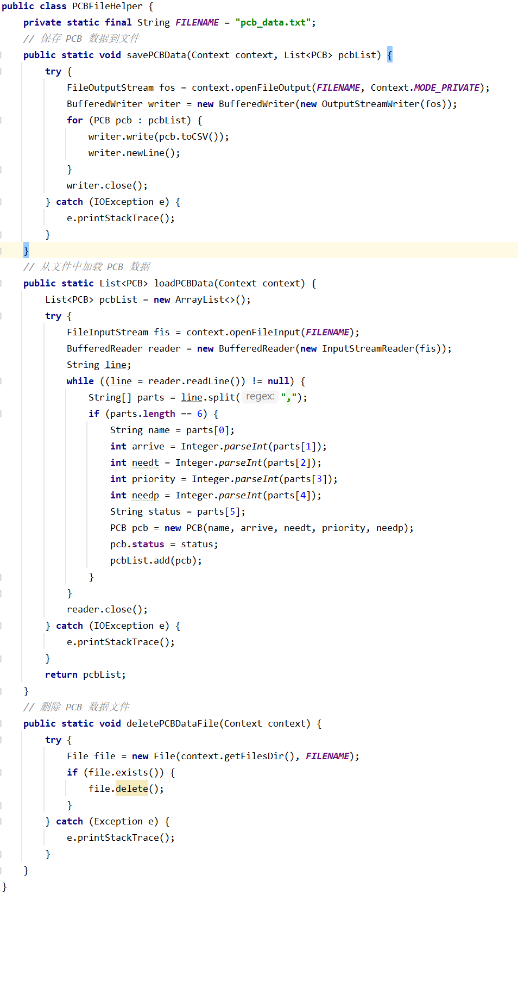 public class PCBFileHelper {
    private static final String FILENAME = "pcb_data.txt";
    // 保存 PCB 数据到文件
    public static void savePCBData(Context context, List<PCB> pcbList) {
        try {
            FileOutputStream fos = context.openFileOutput(FILENAME, Context.MODE_PRIVATE);
            BufferedWriter writer = new BufferedWriter(new OutputStreamWriter(fos));
            for (PCB pcb : pcbList) {
                writer.write(pcb.toCSV());
                writer.newLine();
            }
            writer.close();
        } catch (IOException e) {
            e.printStackTrace();
        }
    }
    // 从文件中加载 PCB 数据
    public static List<PCB> loadPCBData(Context context) {
        List<PCB> pcbList = new ArrayList<>();
        try {
            FileInputStream fis = context.openFileInput(FILENAME);
            BufferedReader reader = new BufferedReader(new InputStreamReader(fis));
            String line;
            while ((line = reader.readLine()) != null) {
                String[] parts = line.split( regex: ",");
                if (parts.length == 6) {
                    String name = parts[0];
                    int arrive = Integer.parseInt(parts[1]);
                    int needt = Integer.parseInt(parts[2]);
                    int priority = Integer.parseInt(parts[3]);
                    int needp = Integer.parseInt(parts[4]);
                    String status = parts[5];
                    PCB pcb = new PCB(name, arrive, needt, priority, needp);
                    pcb.status = status;
                    pcbList.add(pcb);
                }
            }
            reader.close();
        } catch (IOException e) {
            e.printStackTrace();
        }
        return pcbList;
    }
    // 删除 PCB 数据文件
    public static void deletePCBDataFile(Context context) {
        try {
            File file = new File(context.getFilesDir(), FILENAME);
            if (file.exists()) {
                file.delete();
            }
        } catch (Exception e) {
            e.printStackTrace();
        }
    }
}